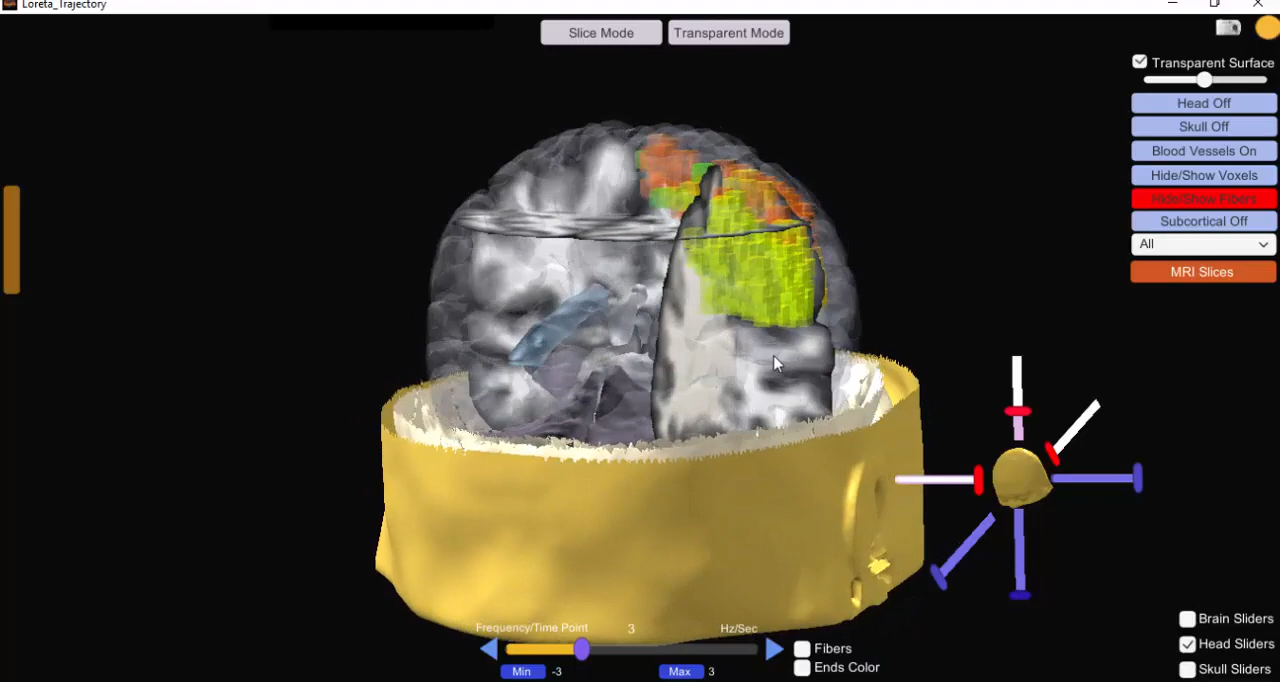 Loreta_Trajectory
Slice Mode
Transparent Mode
Transparent Surface
Head Off
Skull Off
Blood Vessels On
Hide/Show Voxels
Hide/Show Fibers
Subcortical Off
All
MRI Slices
Brain Sliders
Head Sliders
Skull Sliders
Frequency/Time Point 3 Hz/Sec
Fibers
Ends Color
Min -3 Max 3